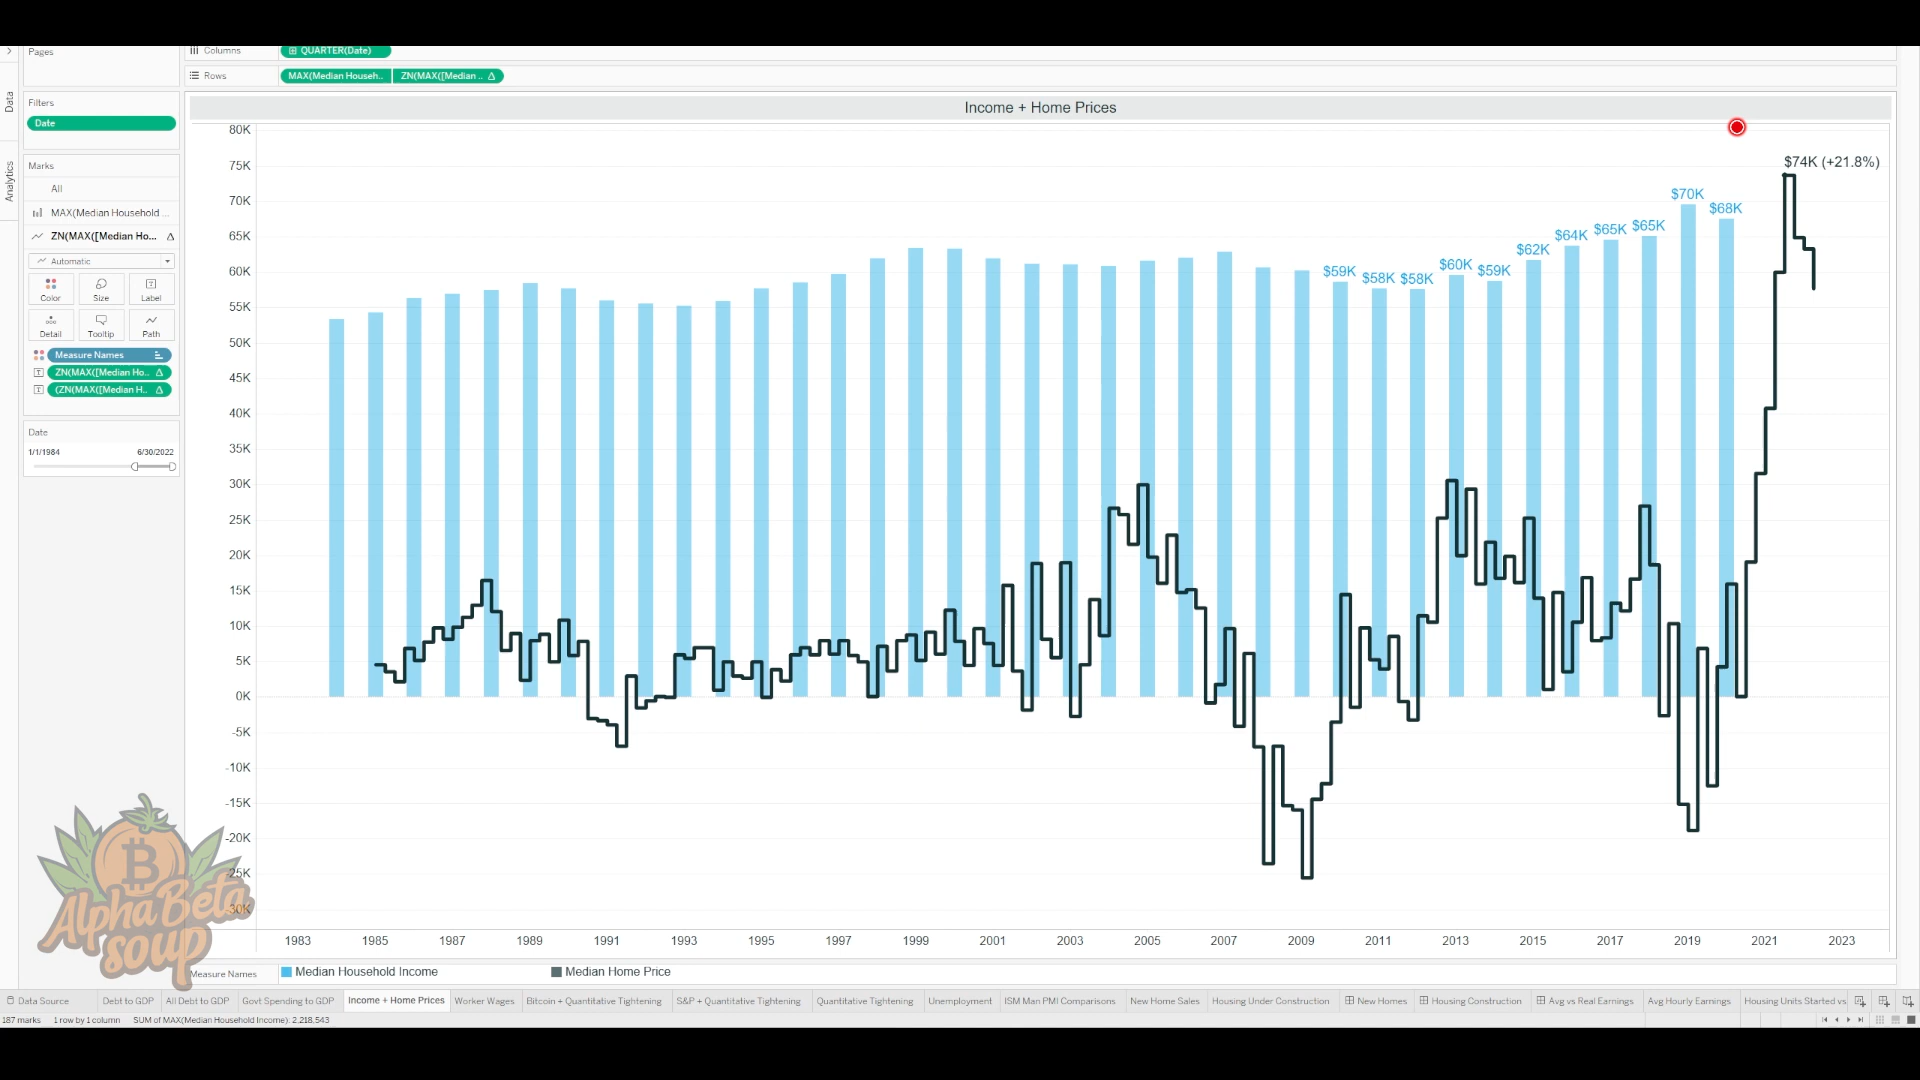 Pages
Columns
QUARTER(Date)
Rows
MAX(Median Househ..
ZN(MAX([Median ..
Data
Analytics
Filters
Date
Marks
All
MAX(Median Household ...
ZN(MAX([Median Ho...
Automatic
Color Size Label
Detail Tooltip Path
Measure Names
ZN(MAX([Median Ho..
(ZN(MAX([Median H..
Date
1/1/1984 6/30/2022
Income + Home Prices
80K
75K
70K
65K
60K
55K
50K
45K
40K
35K
30K
25K
20K
15K
10K
5K
0K
-5K
-10K
-15K
-20K
-25K
-30K
$59K $58K $58K $60K $59K $62K $64K $65K $65K $70K $68K
$74K (+21.8%)
1983 1985 1987 1989 1991 1993 1995 1997 1999 2001 2003 2005 2007 2009 2011 2013 2015 2017 2019 2021 2023
AlphaBeta
soup
Measure Names
Median Household Income Median Home Price
Data Source Debt to GDP All Debt to GDP Govt Spending to GDP Income + Home Prices Worker Wages Bitcoin + Quantitative Tightening S&P + Quantitative Tightening Quantitative Tightening Unemployment ISM Man PMI Comparisons New Home Sales Housing Under Construction New Homes Housing Construction Avg vs Real Earnings Avg Hourly Earnings Housing Units Started vs
187 marks 1 row by 1 column SUM of MAX(Median Household Income): 2,218,543